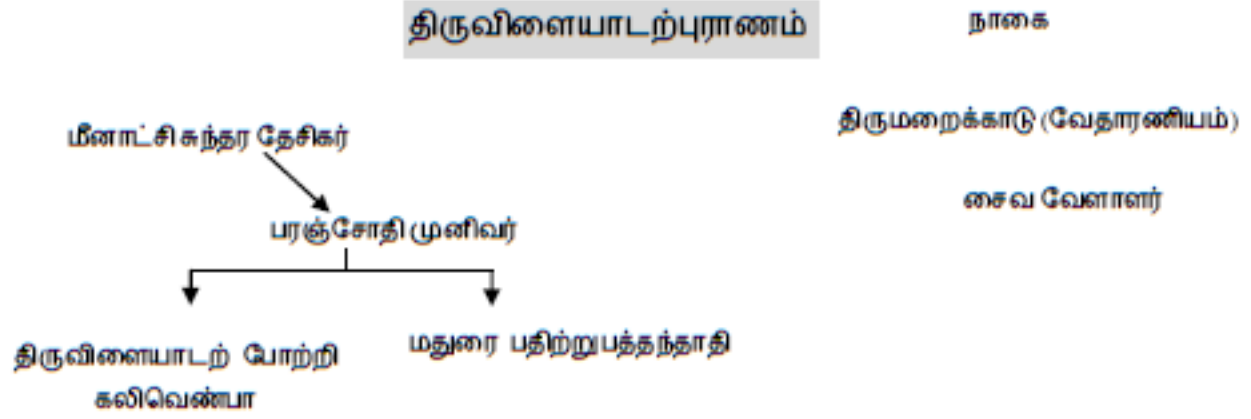 திருவிளையாடற்புராணம்
நாகை
திருமறைக்காடு (வேதாரணியம்)
மீனாட்சி சுந்தர தேசிகர்
சைவ வேளாளர்
பரஞ்சோதி முனிவர்
திருவிளையாடற் போற்றி
கலிவெண்பா
மதுரை பதிற்றுபத்தந்தாதி